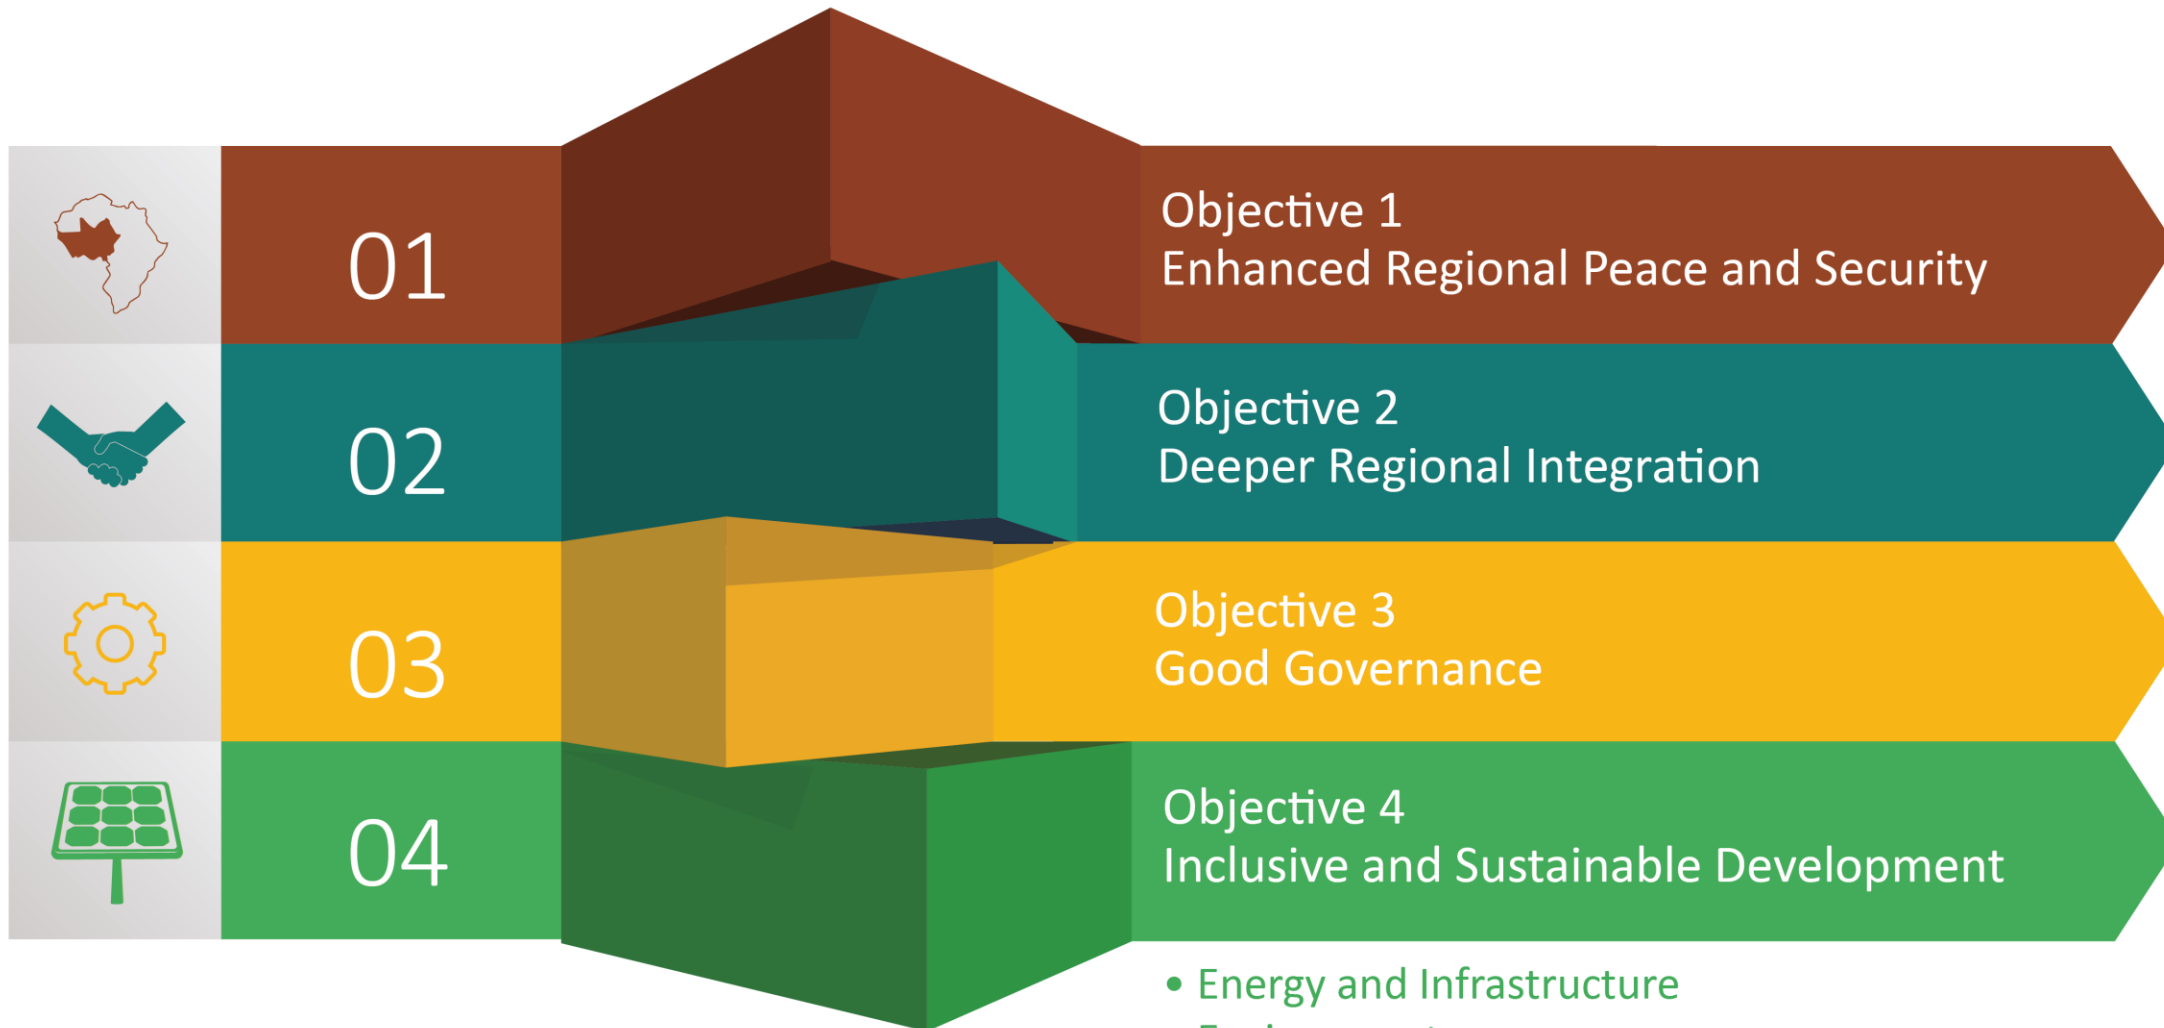 01
Objective 1
Enhanced Regional Peace and Security
02
Objective 2
Deeper Regional Integration
03
Objective 3
Good Governance
04
Objective 4
Inclusive and Sustainable Development
• Energy and Infrastructure